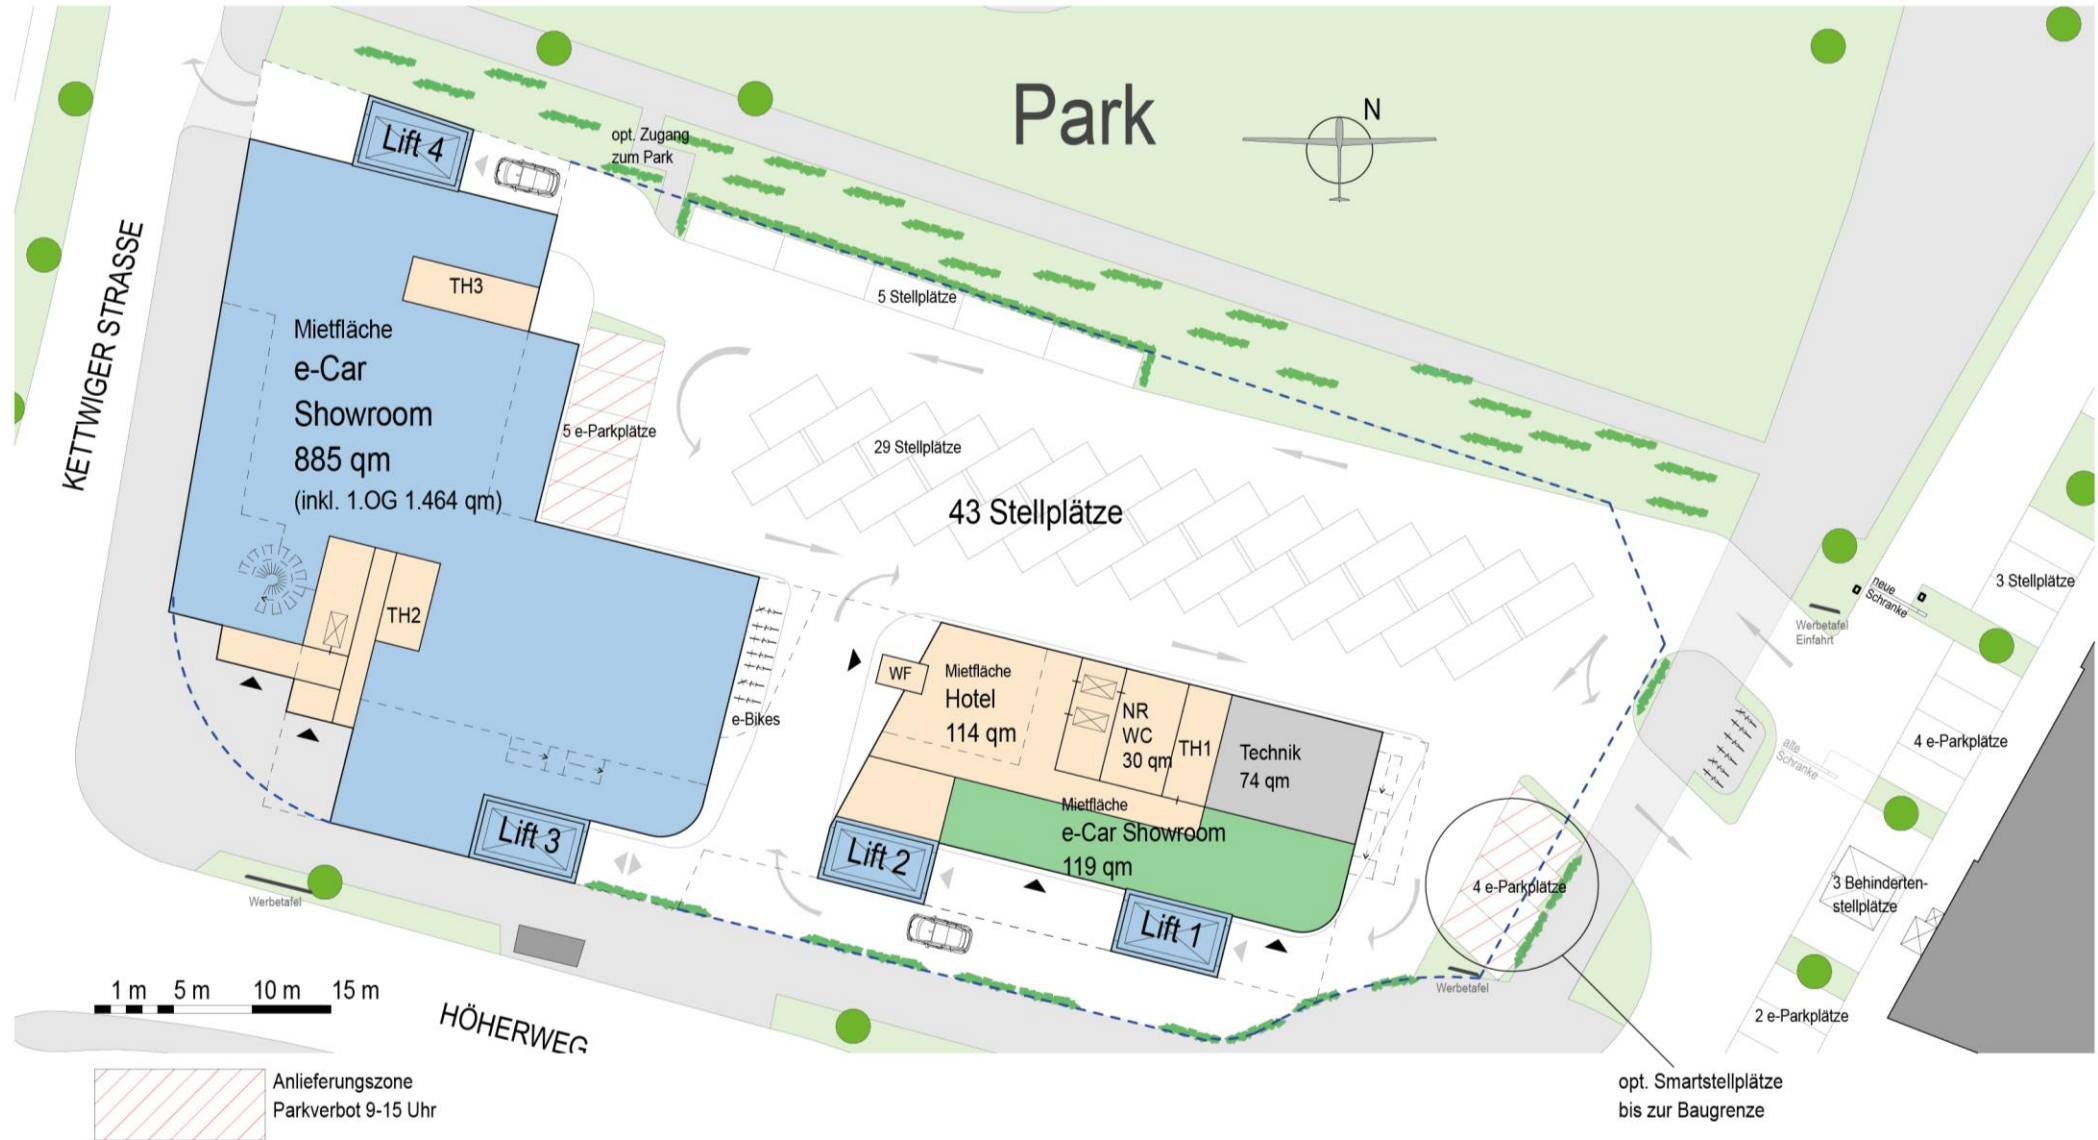 Park
N
Lift 4
opt. Zugang
zum Park
KETTWIGER STRASSE
TH3
5 Stellplätze
Mietfläche
e-Car
Showroom
885 qm
(inkl. 1.OG 1.464 qm)
5 e-Parkplätze
29 Stellplätze
43 Stellplätze
TH2
e-Bikes
WF
Mietfläche
Hotel
114 qm
NR
WC
30 qm
TH1
Technik
74 qm
Mietfläche
e-Car Showroom
119 qm
Lift 3
Lift 2
Lift 1
Werbetafel
4 e-Parkplätze
Werbetafel
neue
Schranke
Werbetafel
Einfahrt
3 Stellplätze
alte
Schranke
4 e-Parkplätze
3 Behinderten-
stellplätze
2 e-Parkplätze
1 m 5 m 10 m 15 m
HÖHERWEG
Anlieferungszone
Parkverbot 9-15 Uhr
opt. Smartstellplätze
bis zur Baugrenze